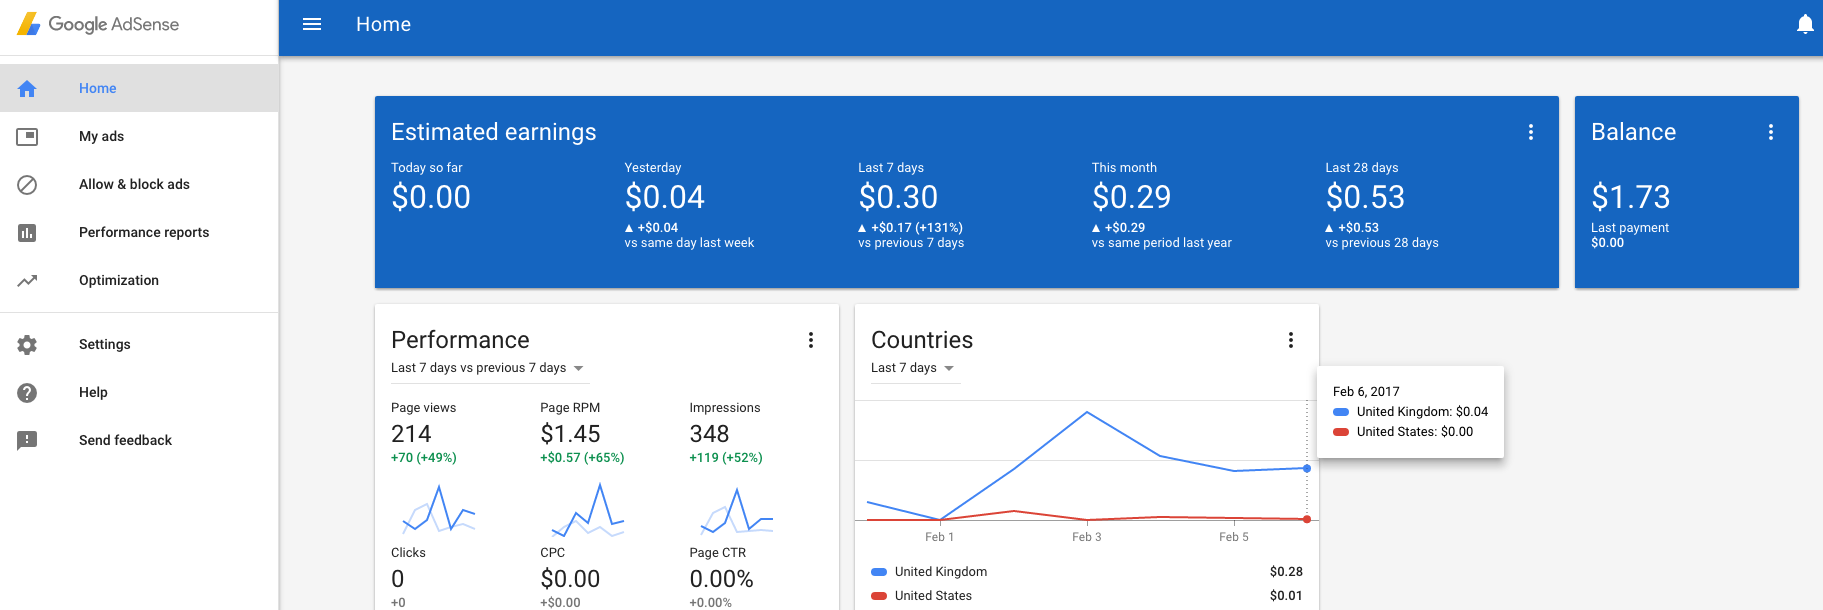 Google AdSense
Home
Home
My ads
Allow & block ads
Performance reports
Optimization
Settings
Help
Send feedback
Estimated earnings
Today so far
$0.00
Yesterday
$0.04
+$0.04
vs same day last week
Last 7 days
$0.30
+$0.17 (+131%)
vs previous 7 days
This month
$0.29
+$0.29
vs same period last year
Last 28 days
$0.53
+$0.53
vs previous 28 days
Balance
$1.73
Last payment
$0.00
Performance
Last 7 days vs previous 7 days
Page views
214
+70 (+49%)
Page RPM
$1.45
+$0.57 (+65%)
Impressions
348
+119 (+52%)
Clicks
0
+0
CPC
$0.00
+$0.00
Page CTR
0.00%
+0.00%
Countries
Last 7 days
Feb 6, 2017
United Kingdom: $0.04
United States: $0.00
Feb 1
Feb 3
Feb 5
United Kingdom $0.28
United States $0.01